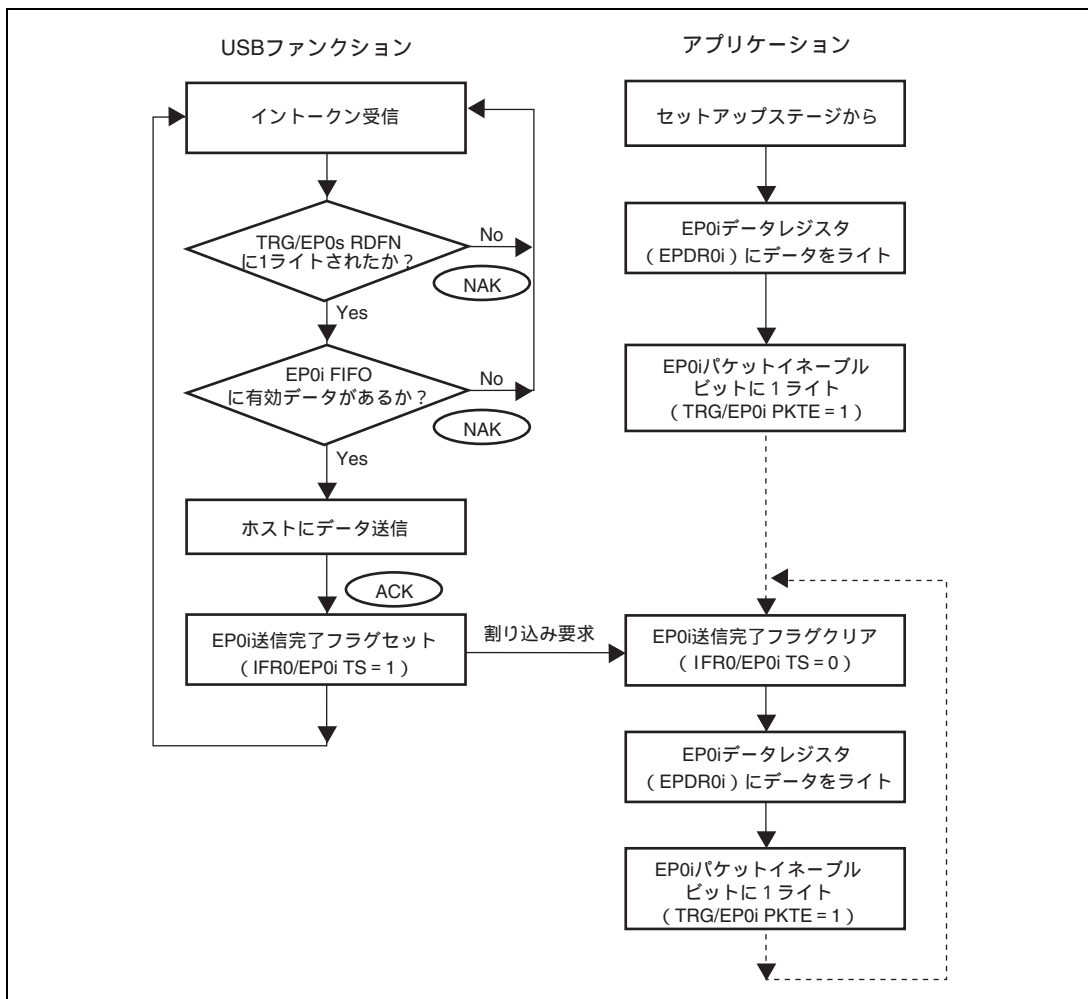 USBファンクション
イントークン受信
TRG/EP0s RDFN
に1ライトされたか？
No
NAK
Yes
EP0i FIFO
に有効データがあるか？
No
NAK
Yes
ホストにデータ送信
ACK
EP0i送信完了フラグセット
（IFR0/EP0i TS = 1）
割り込み要求
アプリケーション
セットアップステージから
EP0iデータレジスタ
（EPDR0i）にデータをライト
EP0iパケットイネーブル
ビットに１ライト
（TRG/EP0i PKTE = 1）
EP0i送信完了フラグクリア
（IFR0/EP0i TS = 0）
EP0iデータレジスタ
（EPDR0i）にデータをライト
EP0iパケットイネーブル
ビットに１ライト
（TRG/EP0i PKTE = 1）